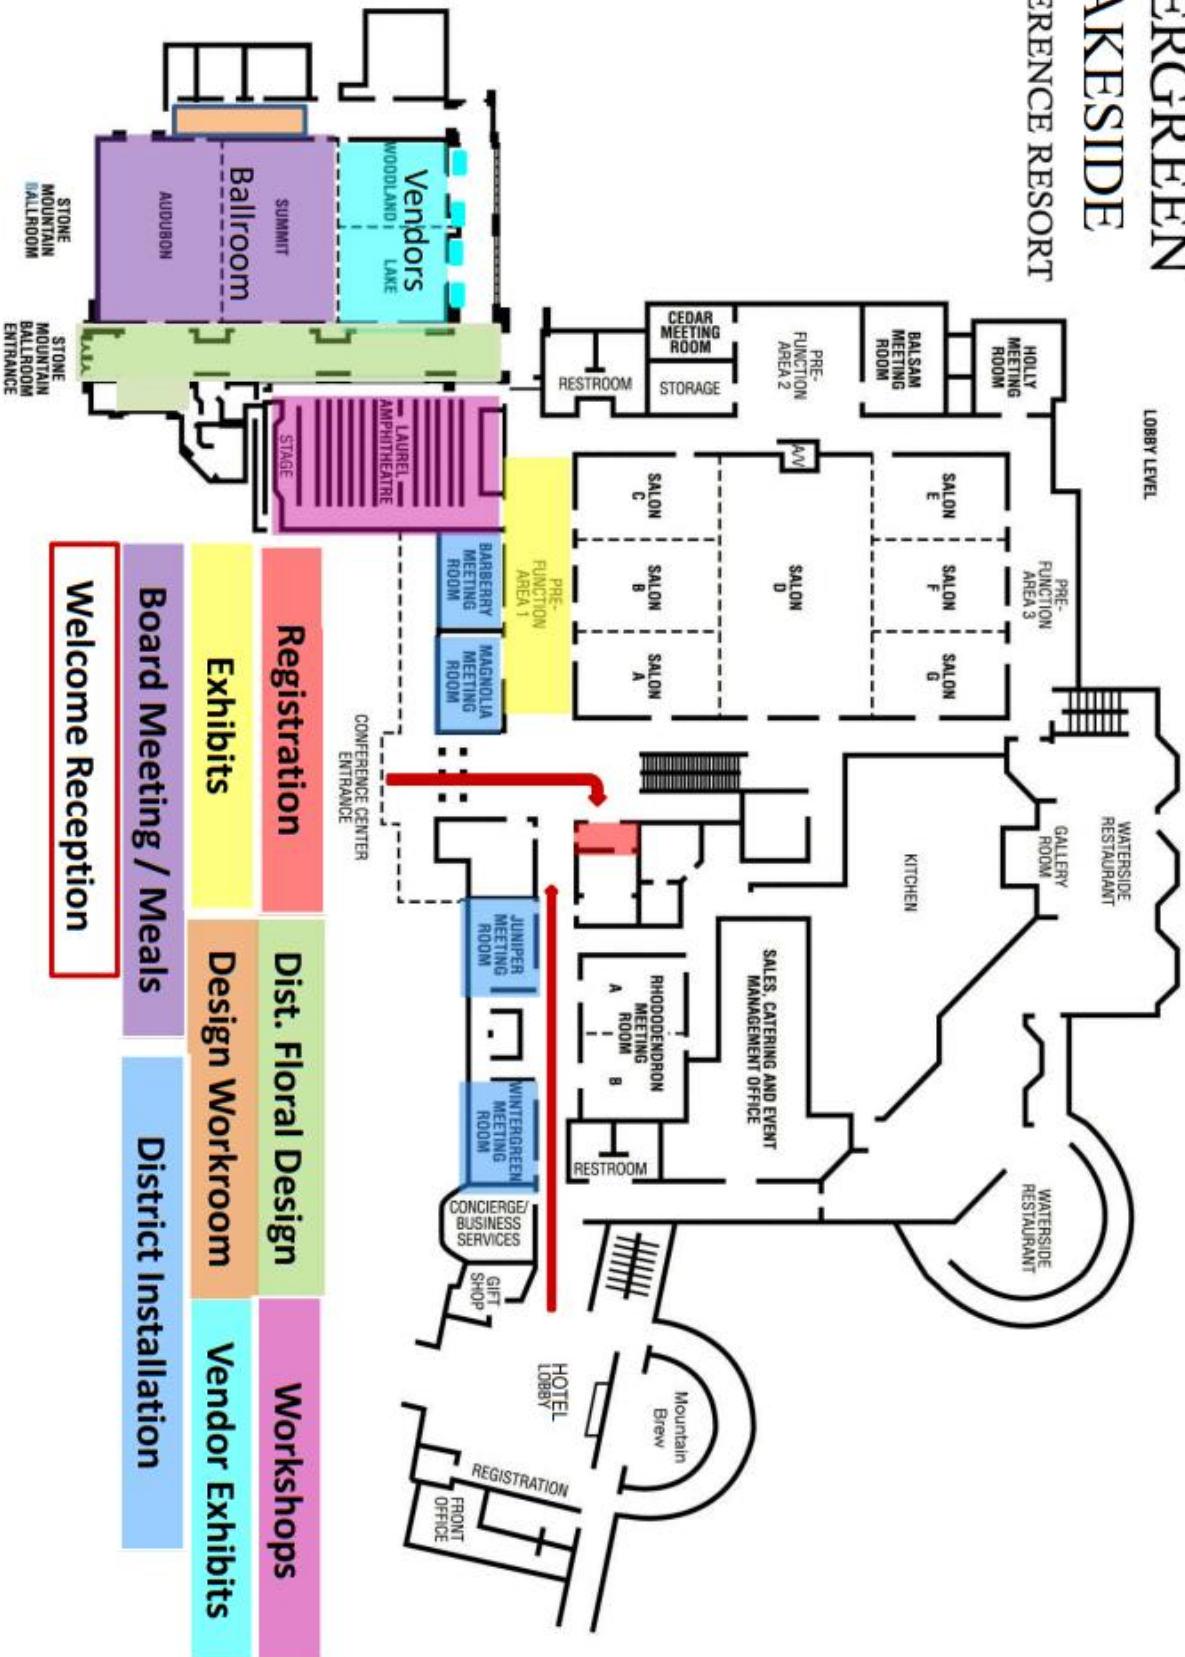 ERGREEN
AKESIDE
ERENCE RESORT
LOBBY LEVEL
HOLLY
MEETING
ROOM
BALSAM
MEETING
ROOM
PRE-
FUNCTION
AREA 2
CEDAR
MEETING
ROOM
STORAGE
RESTROOM
A/V
PRE-
FUNCTION
AREA 3
SALON
E
SALON
F
SALON
G
SALON
D
SALON
C
SALON
B
SALON
A
PRE-
FUNCTION
AREA 1
Vendors
WOODLAND
LAKE
SUMMIT
Ballroom
AUDUBON
STONE
MOUNTAIN
BALLROOM
STONE
MOUNTAIN
BALLROOM
ENTRANCE
LAUREL
AMPHITHEATRE
STAGE
BARBERRY
MEETING
ROOM
MAGNOLIA
MEETING
ROOM
CONFERENCE CENTER
ENTRANCE
WATERSIDE
RESTAURANT
GALLERY
ROOM
KITCHEN
SALES, CATERING AND EVENT
MANAGEMENT OFFICE
RHODODENDRON
MEETING
ROOM
A
B
RESTROOM
JUNIPER
MEETING
ROOM
WINTERGREEN
MEETING
ROOM
CONCIERGE/
BUSINESS
SERVICES
GIFT
SHOP
WATERSIDE
RESTAURANT
HOTEL
LOBBY
Mountain
Brew
REGISTRATION
FRONT
OFFICE
Registration
Dist. Floral Design
Workshops
Exhibits
Design Workroom
Vendor Exhibits
Board Meeting / Meals
District Installation
Welcome Reception